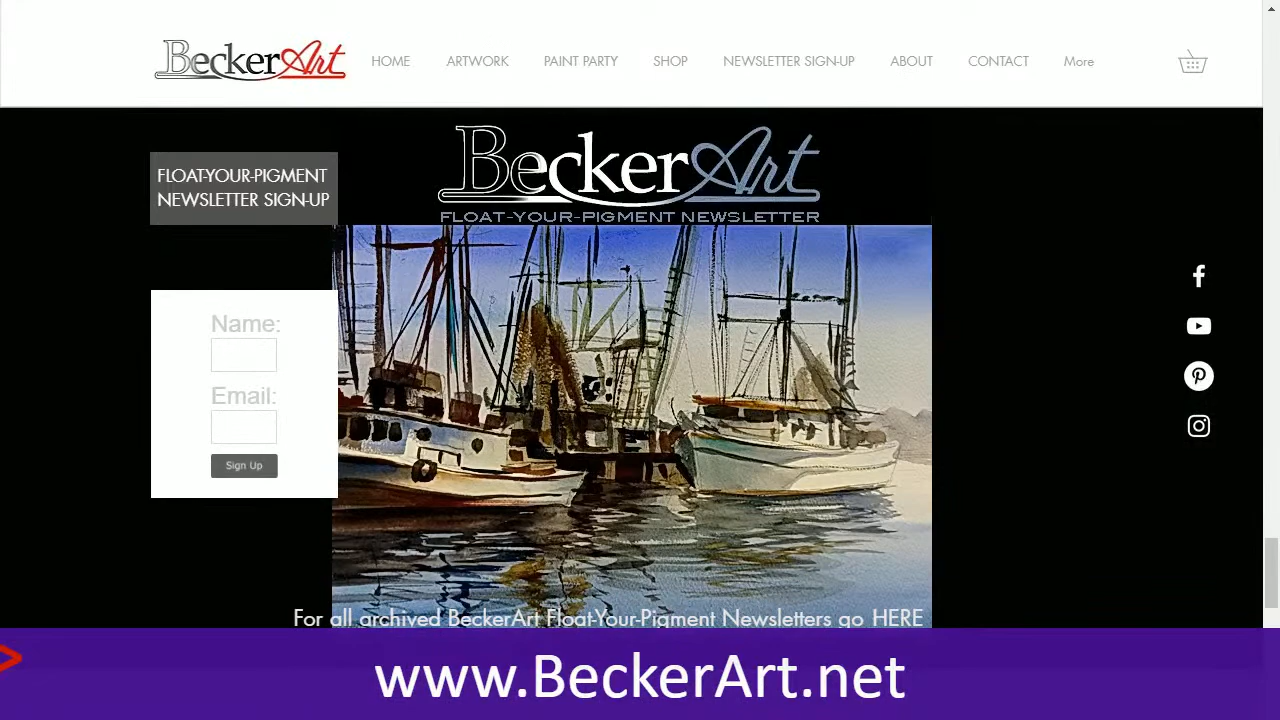 BeckerArt
HOME
ARTWORK
PAINT PARTY
SHOP
NEWSLETTER SIGN-UP
ABOUT
CONTACT
More
BeckerArt
FLOAT-YOUR-PIGMENT NEWSLETTER
FLOAT-YOUR-PIGMENT
NEWSLETTER SIGN-UP
Name:
Email:
Sign Up
For all archived BeckerArt Float-Your-Pigment Newsletters go HERE
www.BeckerArt.net